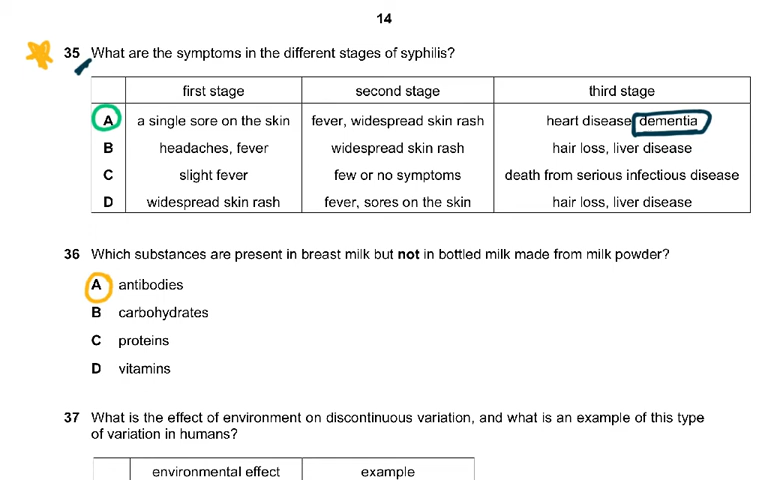 14
35 What are the symptoms in the different stages of syphilis?
first stage second stage third stage
A a single sore on the skin fever, widespread skin rash heart disease dementia
B headaches, fever widespread skin rash hair loss, liver disease
C slight fever few or no symptoms death from serious infectious disease
D widespread skin rash fever, sores on the skin hair loss, liver disease
36 Which substances are present in breast milk but not in bottled milk made from milk powder?
A antibodies
B carbohydrates
C proteins
D vitamins
37 What is the effect of environment on discontinuous variation, and what is an example of this type
of variation in humans?
environmental effect example